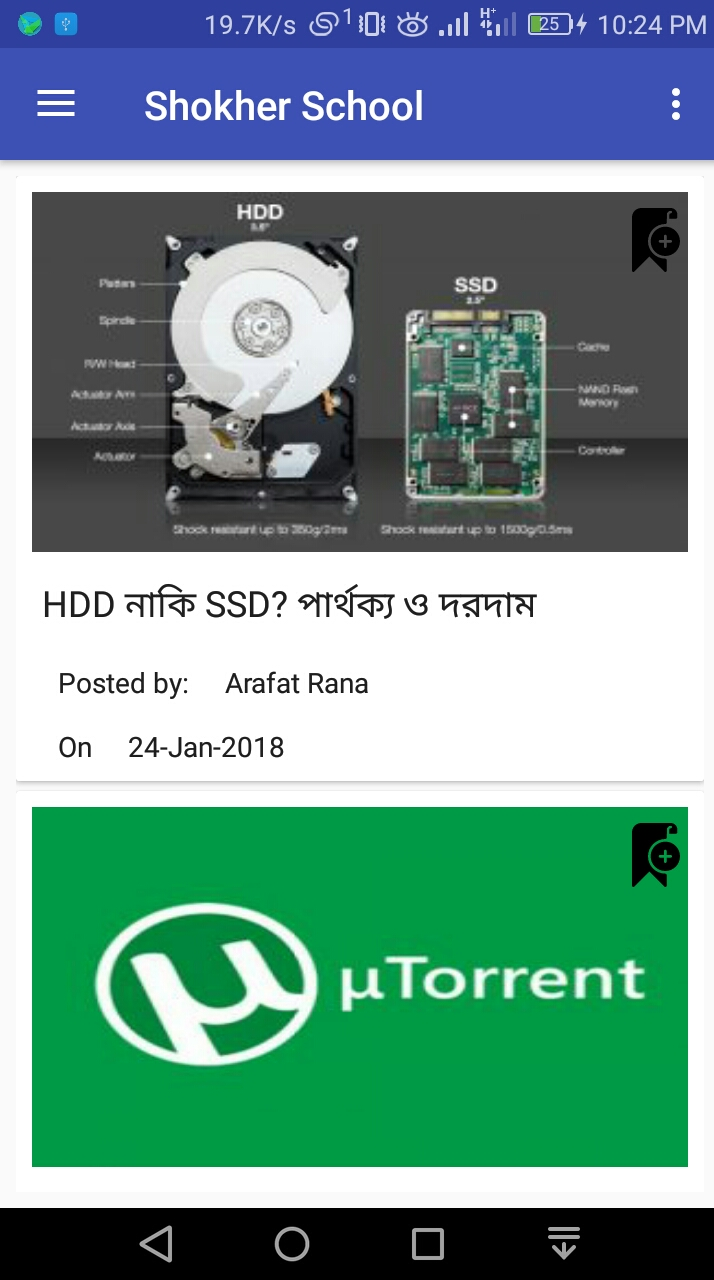 19.7K/s 1 H+ 25 10:24 PM
Shokher School
HDD
3.5"
SSD
2.5"
Platters
Spindle
R/W Head
Actuator Arm
Actuator Axis
Actuator
Cache
NAND Flash
Memory
Controller
Shock resistant up to 350g/2ms
Shock resistant up to 1500g/0.5ms
HDD নাকি SSD? পার্থক্য ও দরদাম
Posted by: Arafat Rana
On 24-Jan-2018
µTorrent